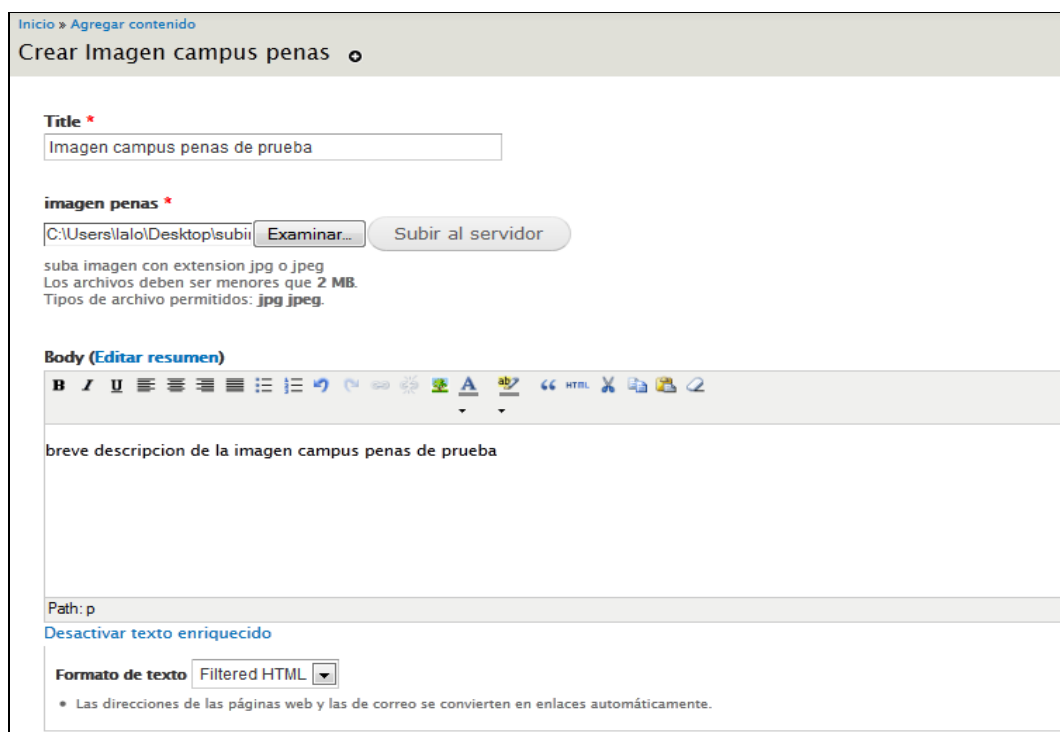 Inicio » Agregar contenido
Crear Imagen campus penas
Title *
Imagen campus penas de prueba
imagen penas *
C:\Users\lalo\Desktop\subir Examinar... Subir al servidor
suba imagen con extension jpg o jpeg
Los archivos deben ser menores que 2 MB.
Tipos de archivo permitidos: jpg jpeg.
Body (Editar resumen)
B I U A ab HTML
breve descripcion de la imagen campus penas de prueba
Path: p
Desactivar texto enriquecido
Formato de texto Filtered HTML
• Las direcciones de las páginas web y las de correo se convierten en enlaces automáticamente.